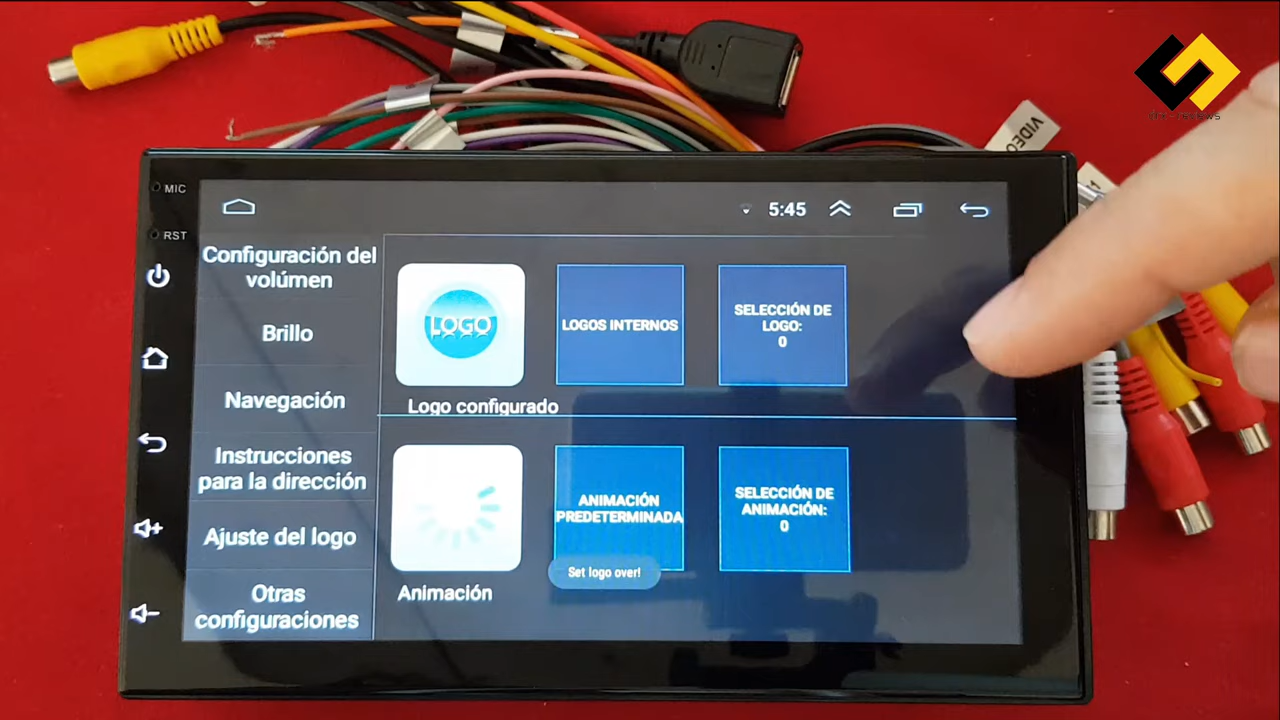 VIDEO
1
MIC
5:45
RST
Configuración del
volúmen
Brillo
Navegación
Instrucciones
para la dirección
Ajuste del logo
Otras
configuraciones
LOGO
LOGOS INTERNOS
SELECCIÓN DE
LOGO:
0
Logo configurado
ANIMACIÓN
PREDETERMINADA
SELECCIÓN DE
ANIMACIÓN:
0
Set logo over!
Animación